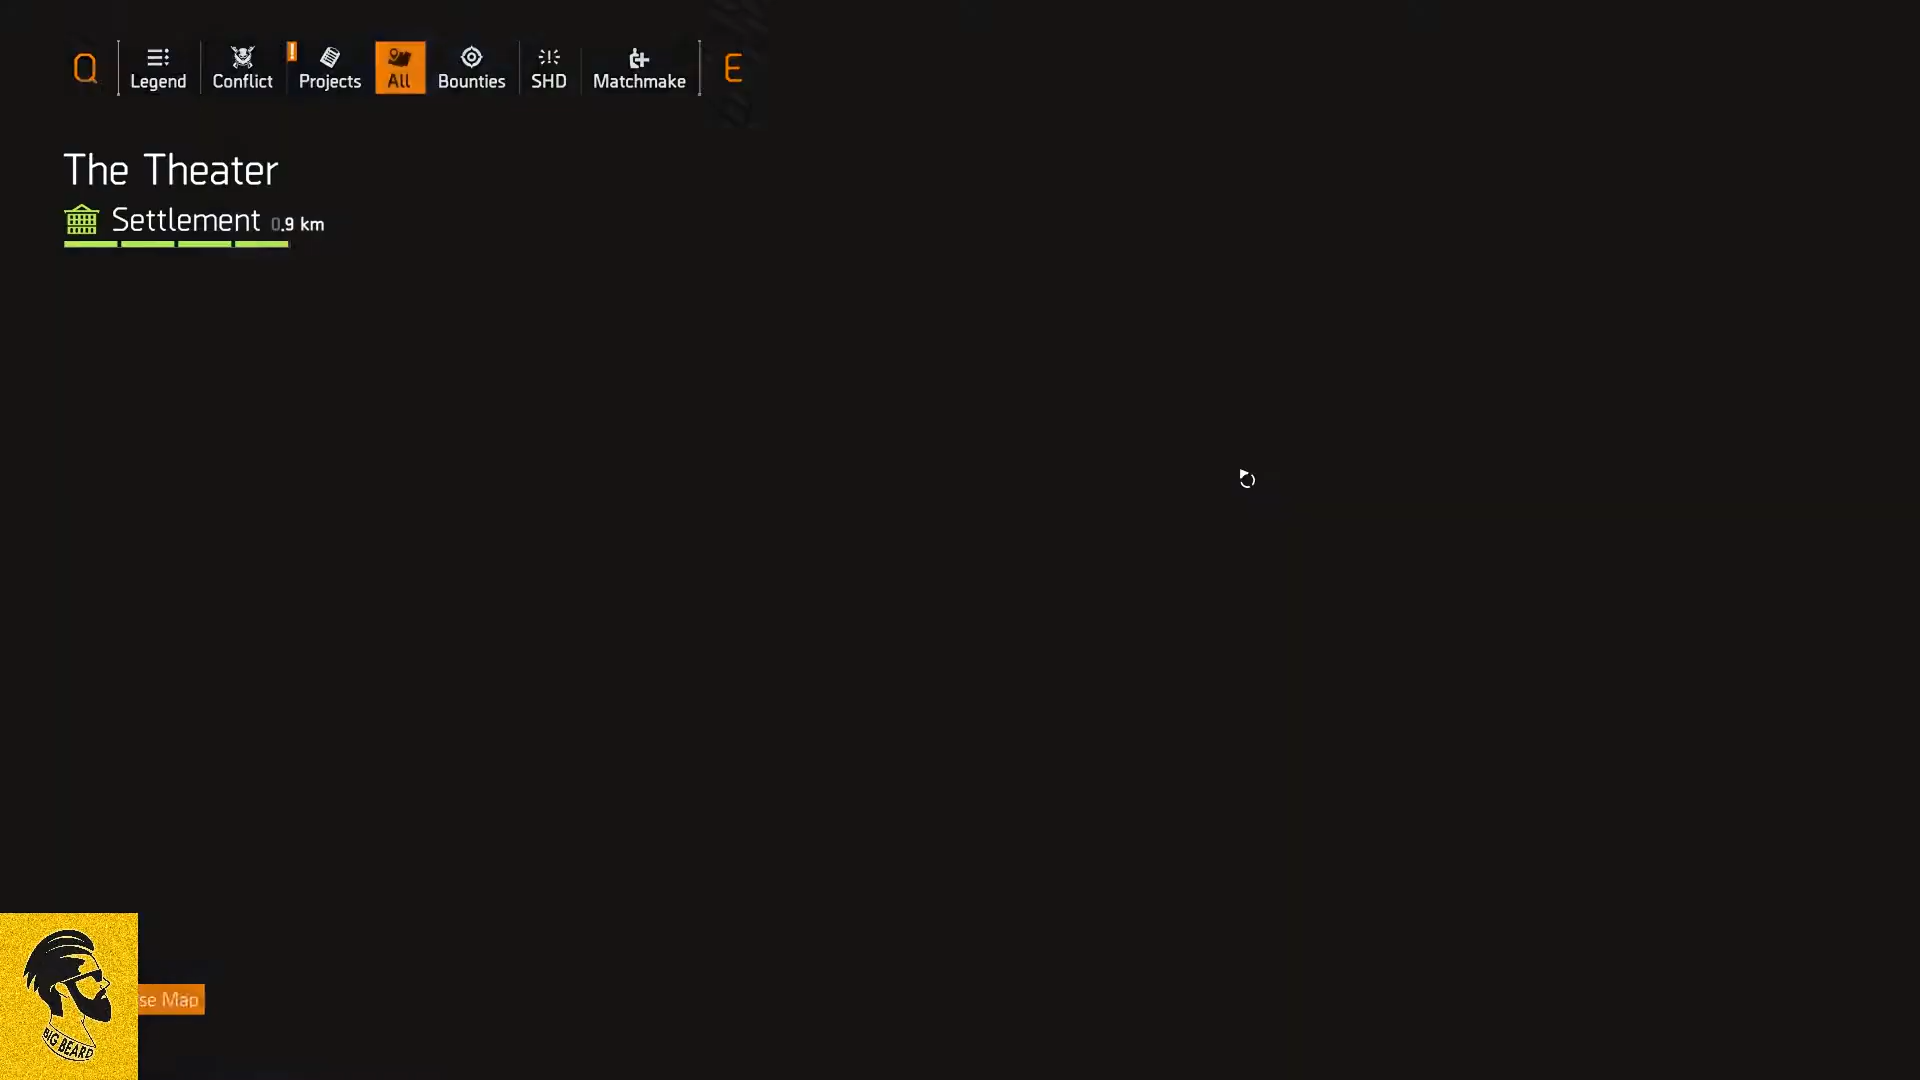 Q Legend Conflict Projects All Bounties SHD Matchmake E
The Theater
Settlement 0.9 km
se Map
BIG BEARD